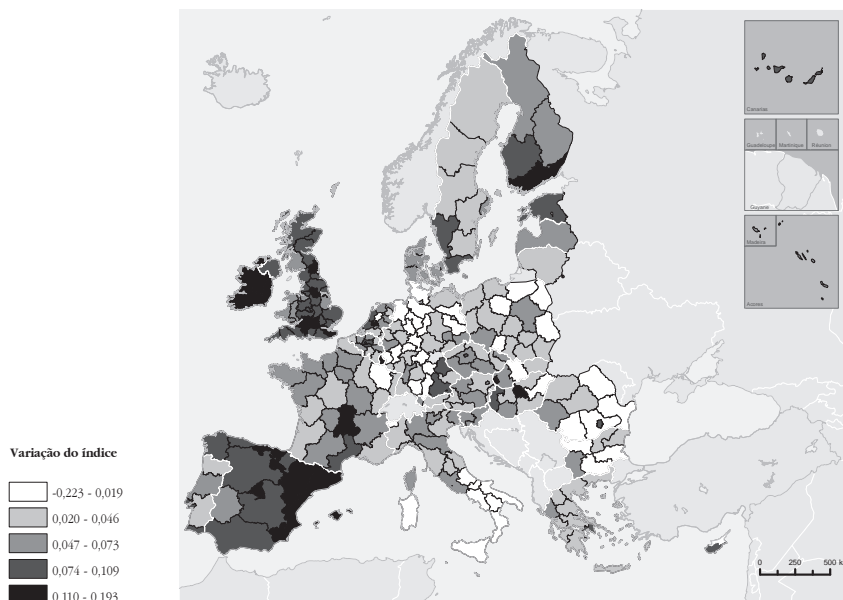 Canarias
Guadeloupe Martinique Réunion
Guyane
Madeira
Açores
Variação do índice
-0,223 - 0,019
0,020 - 0,046
0,047 - 0,073
0,074 - 0,109
0,110 - 0,193
0 250 500 k